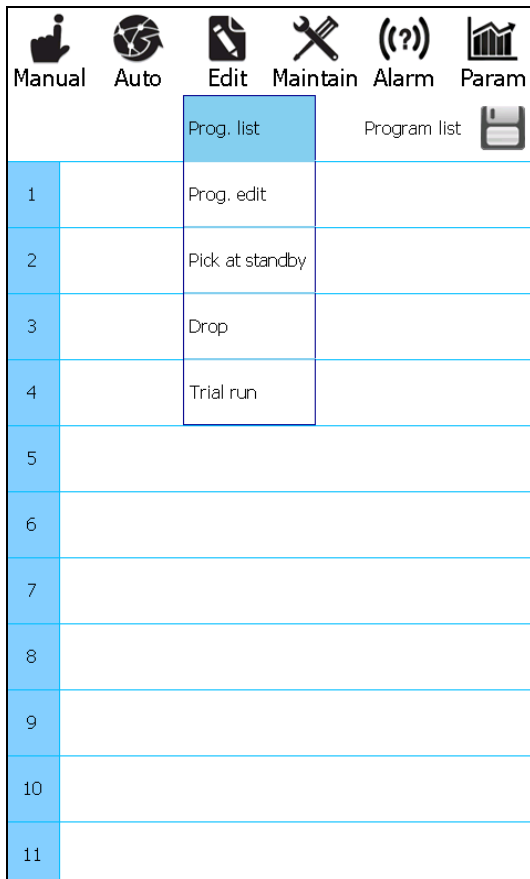 Manual Auto Edit Maintain Alarm Param
Prog. list Program list
1 Prog. edit
2 Pick at standby
3 Drop
4 Trial run
5
6
7
8
9
10
11